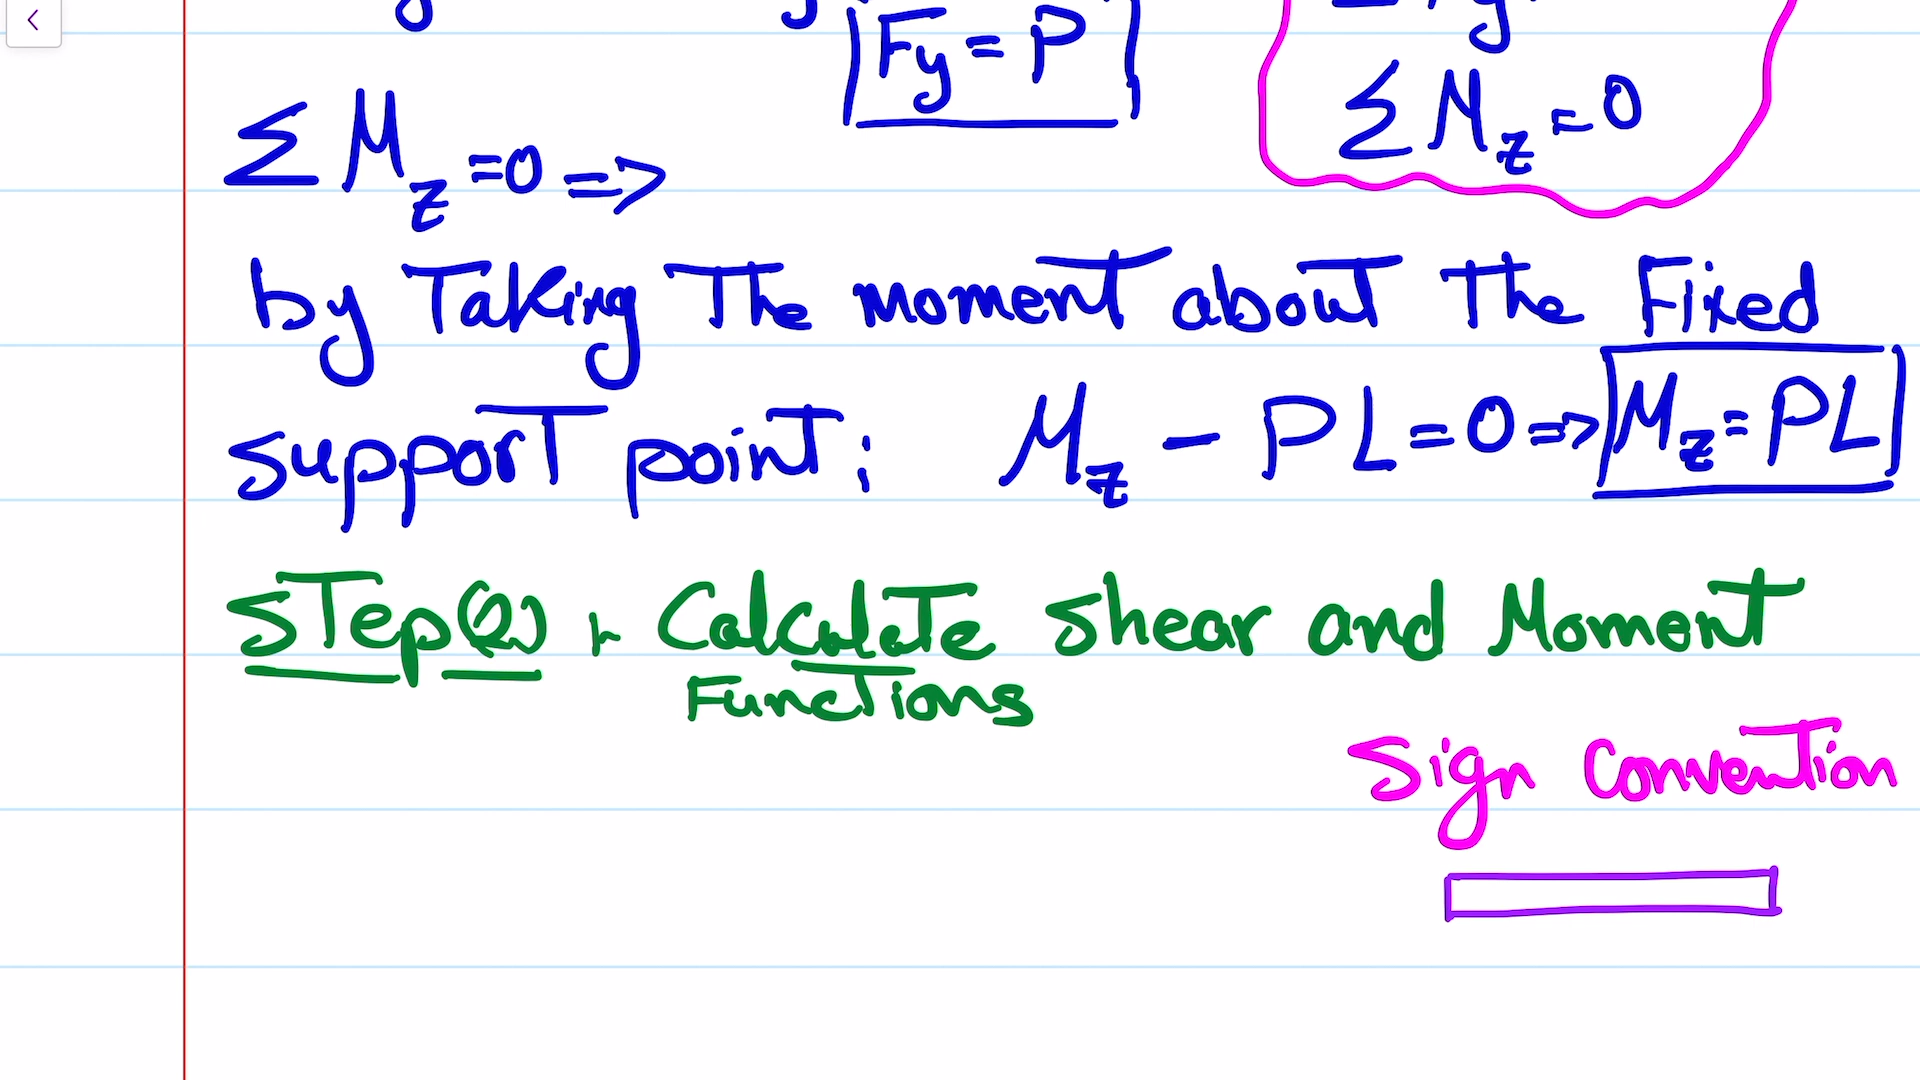 Fy = P
ΣMz = 0
ΣMz = 0 =>
by Taking The moment about The Fixed
support point: Mz - PL = 0 => Mz = PL
STep(2) :- Calculate Shear and Moment
Functions
Sign Convention